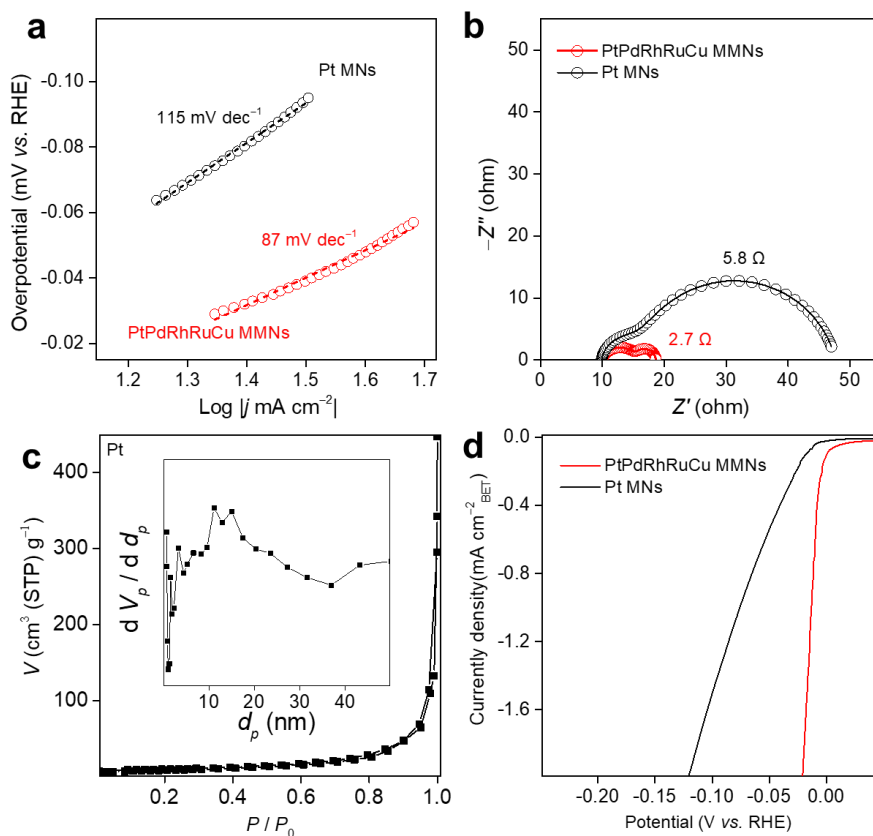 a
Overpotential (mV vs. RHE)
-0.10
-0.08
-0.06
-0.04
-0.02
Pt MNs
115 mV dec⁻¹
87 mV dec⁻¹
PtPdRhRuCu MMNs
1.2 1.3 1.4 1.5 1.6 1.7
Log |j mA cm⁻²|
b
−Z″ (ohm)
50
40
30
20
10
0
PtPdRhRuCu MMNs
Pt MNs
5.8 Ω
2.7 Ω
0 10 20 30 40 50
Z′ (ohm)
c
Pt
V (cm³ (STP) g⁻¹)
400
300
200
100
d Vₚ / d dₚ
10 20 30 40
dₚ (nm)
0.2 0.4 0.6 0.8 1.0
P / P₀
d
Currently density(mA cm⁻²BET)
0.0
-0.4
-0.8
-1.2
-1.6
PtPdRhRuCu MMNs
Pt MNs
-0.20 -0.15 -0.10 -0.05 0.00
Potential (V vs. RHE)